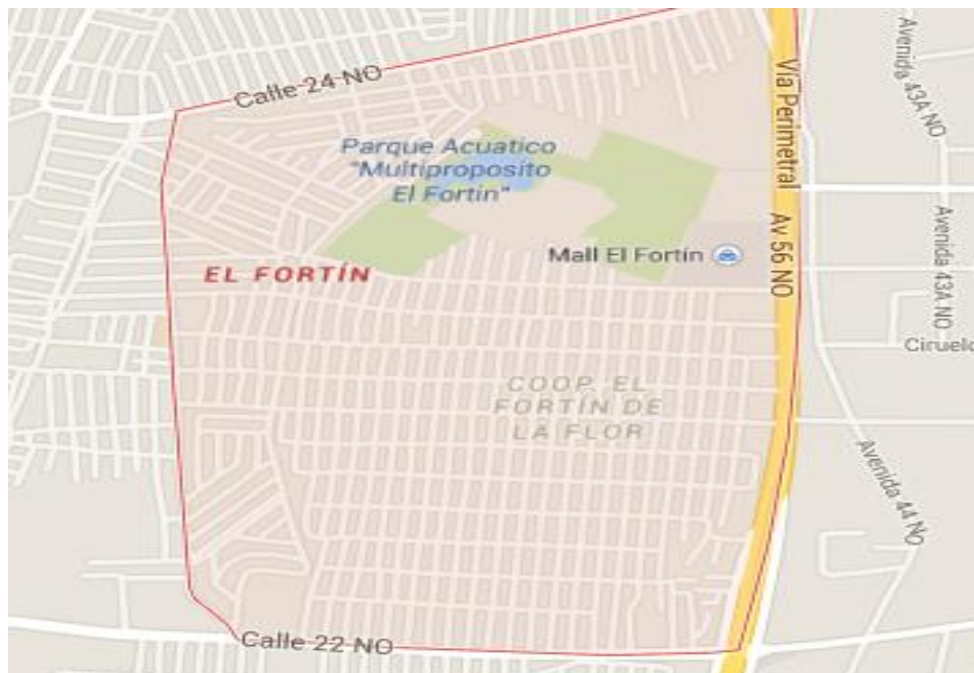 Calle 24 NO
Vía Perimetral
Avenida 43A NO
Parque Acuatico
"Multiproposito
El Fortín"
Av 56 NO
Avenida 43A NO
Mall El Fortín
EL FORTÍN
Ciruelo
COOP. EL
FORTÍN DE
LA FLOR
Avenida 44 NO
Calle 22 NO